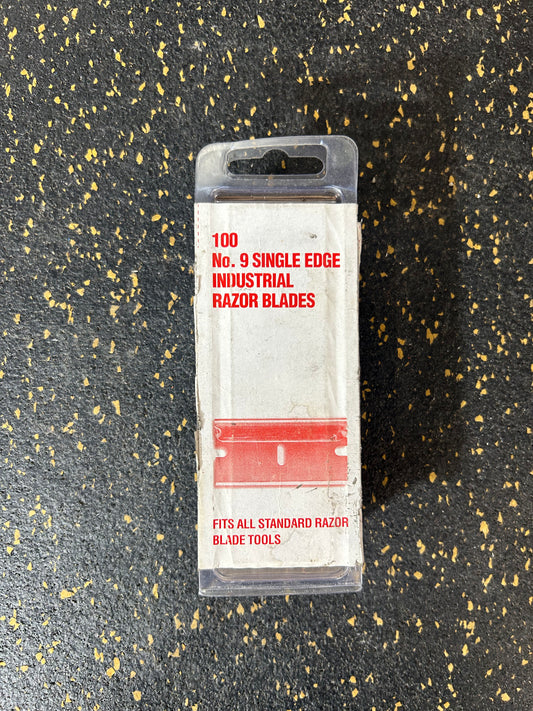 100
No. 9 SINGLE EDGE
INDUSTRIAL
RAZOR BLADES
FITS ALL STANDARD RAZOR
BLADE TOOLS